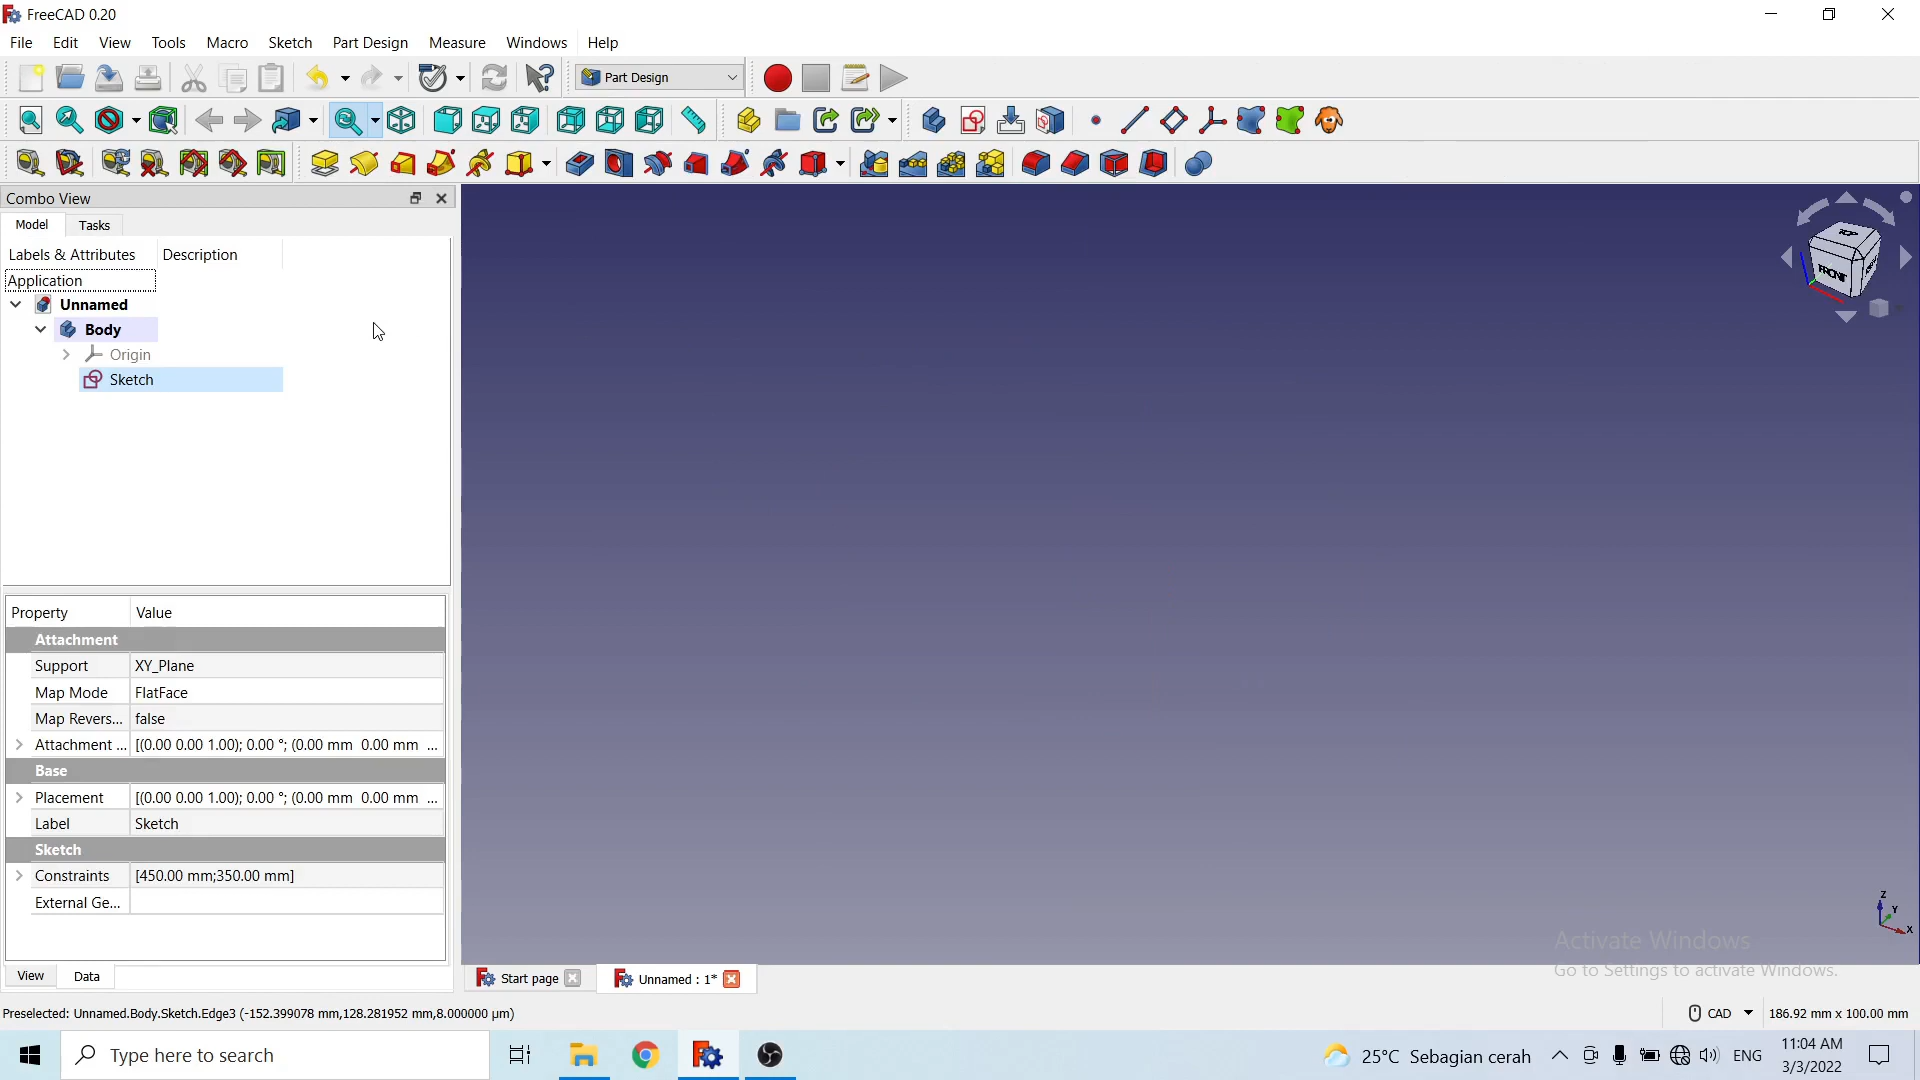 FreeCAD 0.20
File Edit View Tools Macro Sketch Part Design Measure Windows Help
Part Design
Combo View
Model Tasks
Labels & Attributes Description
Application
Unnamed
Body
Origin
Sketch
TOP
FRONT
Property Value
Attachment
Support XY_Plane
Map Mode FlatFace
Map Revers... false
Attachment ... [(0.00 0.00 1.00); 0.00 °; (0.00 mm 0.00 mm ...
Base
Placement [(0.00 0.00 1.00); 0.00 °; (0.00 mm 0.00 mm ...
Label Sketch
Sketch
Constraints [450.00 mm;350.00 mm]
External Ge...
View Data
Z
Y
X
Activate Windows
Go to Settings to activate Windows.
Start page Unnamed : 1*
Preselected: Unnamed.Body.Sketch.Edge3 (-152.399078 mm,128.281952 mm,8.000000 µm)
CAD 186.92 mm x 100.00 mm
Type here to search
25°C Sebagian cerah ENG
11:04 AM
3/3/2022